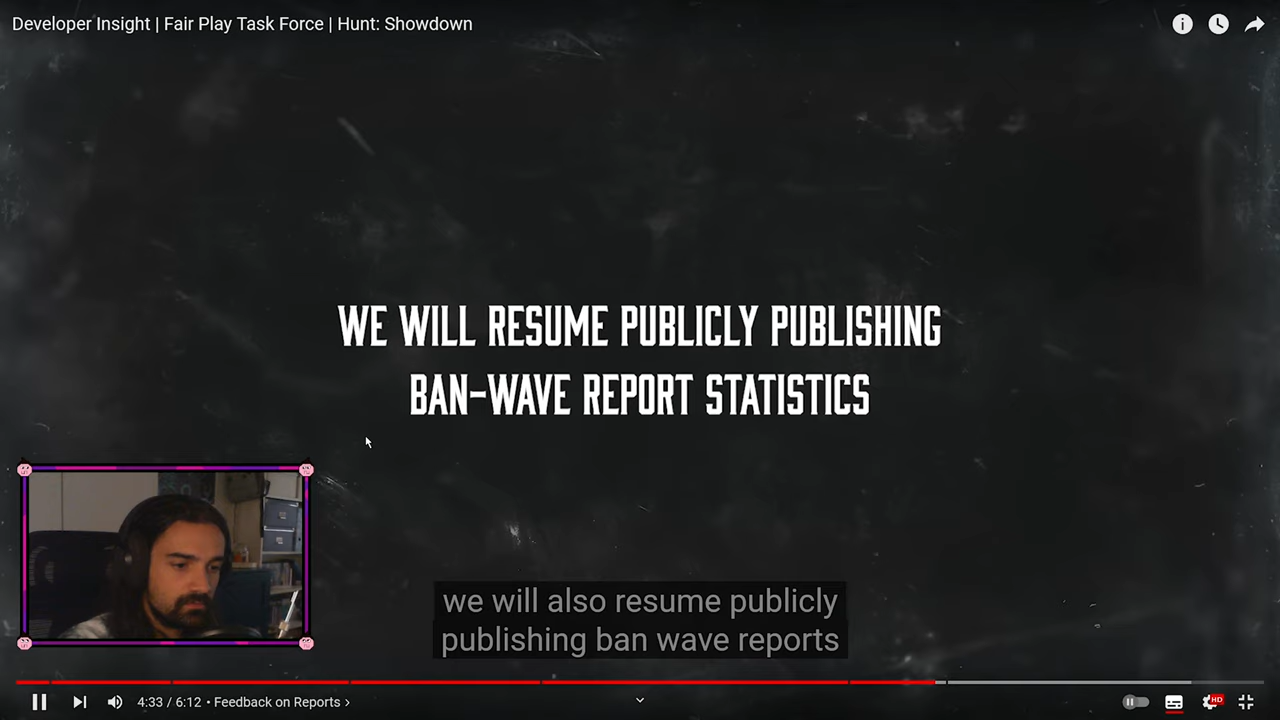 Developer Insight | Fair Play Task Force | Hunt: Showdown
WE WILL RESUME PUBLICLY PUBLISHING
BAN-WAVE REPORT STATISTICS
we will also resume publicly
publishing ban wave reports
4:33 / 6:12 • Feedback on Reports ›
HD